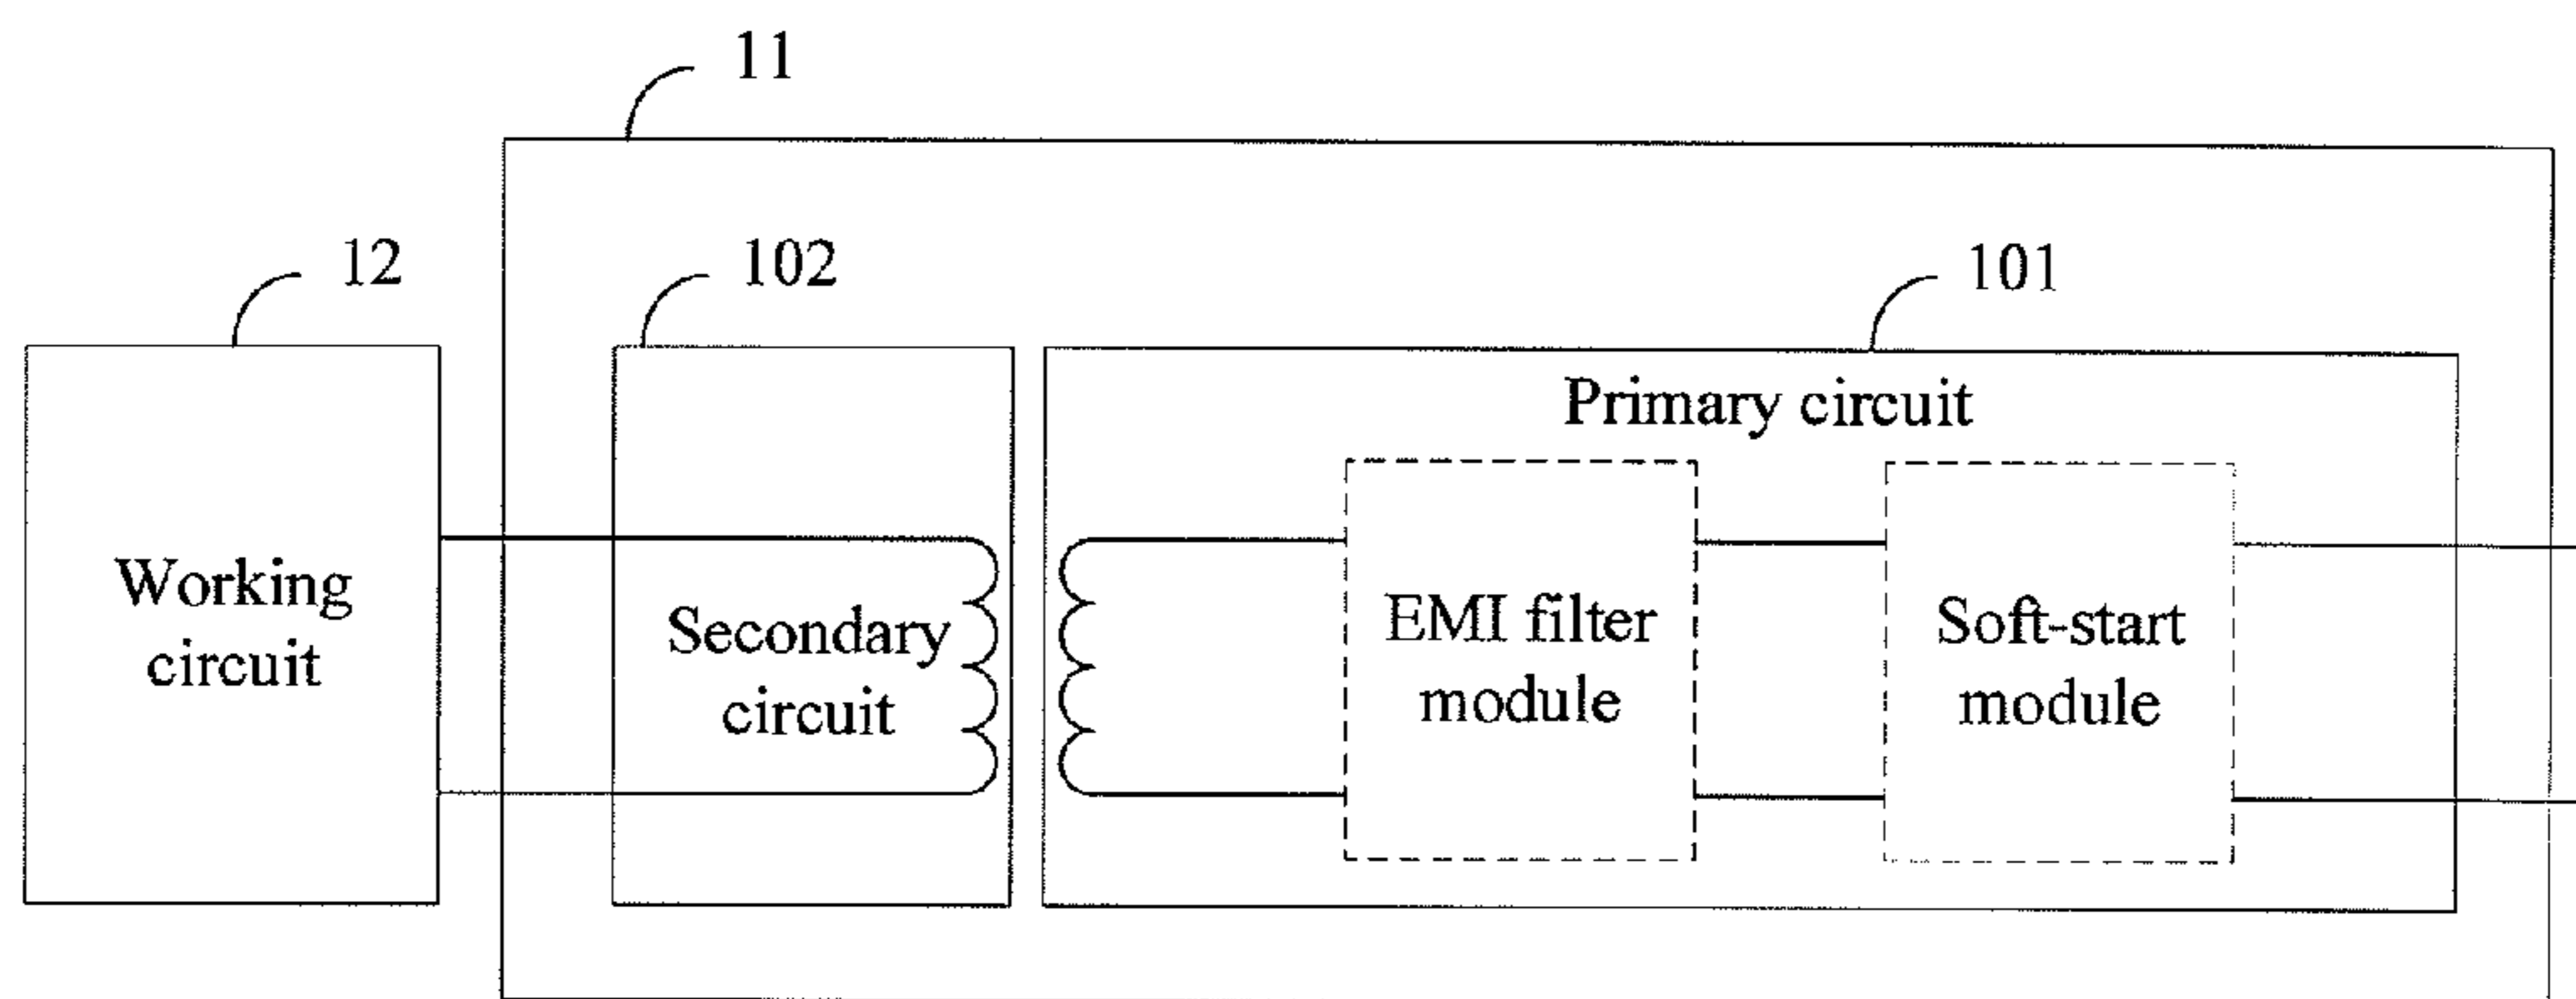 11
12
102
101
Primary circuit
Working
circuit
Secondary
circuit
EMI filter
module
Soft-start
module